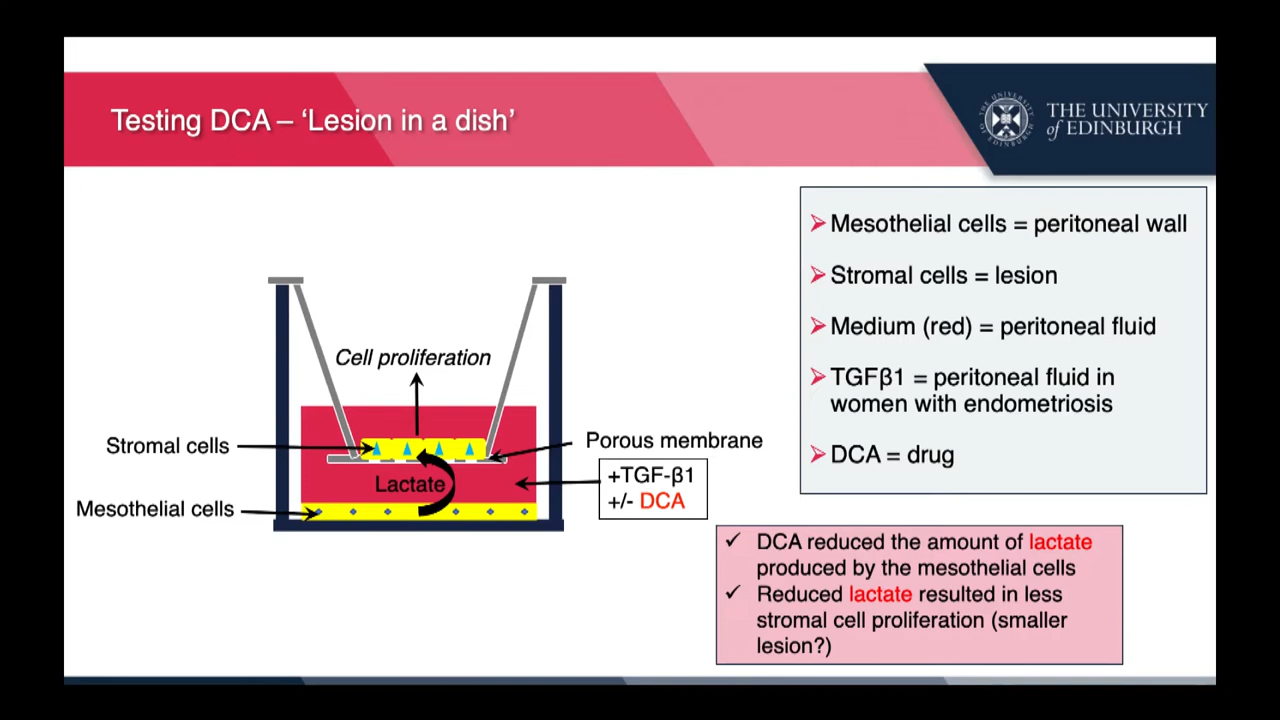 Testing DCA – ‘Lesion in a dish’
THE UNIVERSITY
of EDINBURGH
Cell proliferation
Stromal cells
Porous membrane
Lactate
+TGF-β1
+/- DCA
Mesothelial cells
➢ Mesothelial cells = peritoneal wall
➢ Stromal cells = lesion
➢ Medium (red) = peritoneal fluid
➢ TGFβ1 = peritoneal fluid in
women with endometriosis
➢ DCA = drug
✓ DCA reduced the amount of lactate
produced by the mesothelial cells
✓ Reduced lactate resulted in less
stromal cell proliferation (smaller
lesion?)